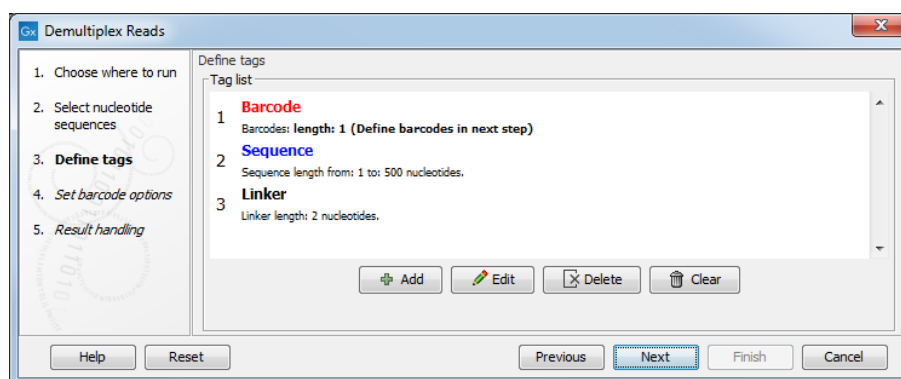 Gx Demultiplex Reads
X
1. Choose where to run
2. Select nucleotide
sequences
3. Define tags
4. Set barcode options
5. Result handling
Define tags
Tag list
1 Barcode
Barcodes: length: 1 (Define barcodes in next step)
2 Sequence
Sequence length from: 1 to: 500 nucleotides.
3 Linker
Linker length: 2 nucleotides.
Add Edit Delete Clear
Help Reset Previous Next Finish Cancel